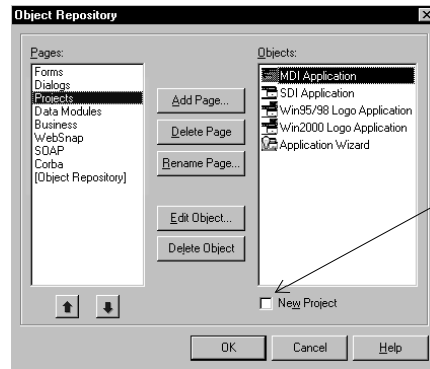 Object Repository
Pages:
Forms
Dialogs
Projects
Data Modules
Business
WebSnap
SOAP
Corba
[Object Repository]
Add Page...
Delete Page
Rename Page...
Edit Object...
Delete Object
Objects:
MDI Application
SDI Application
Win95/98 Logo Application
Win2000 Logo Application
Application Wizard
New Project
OK
Cancel
Help